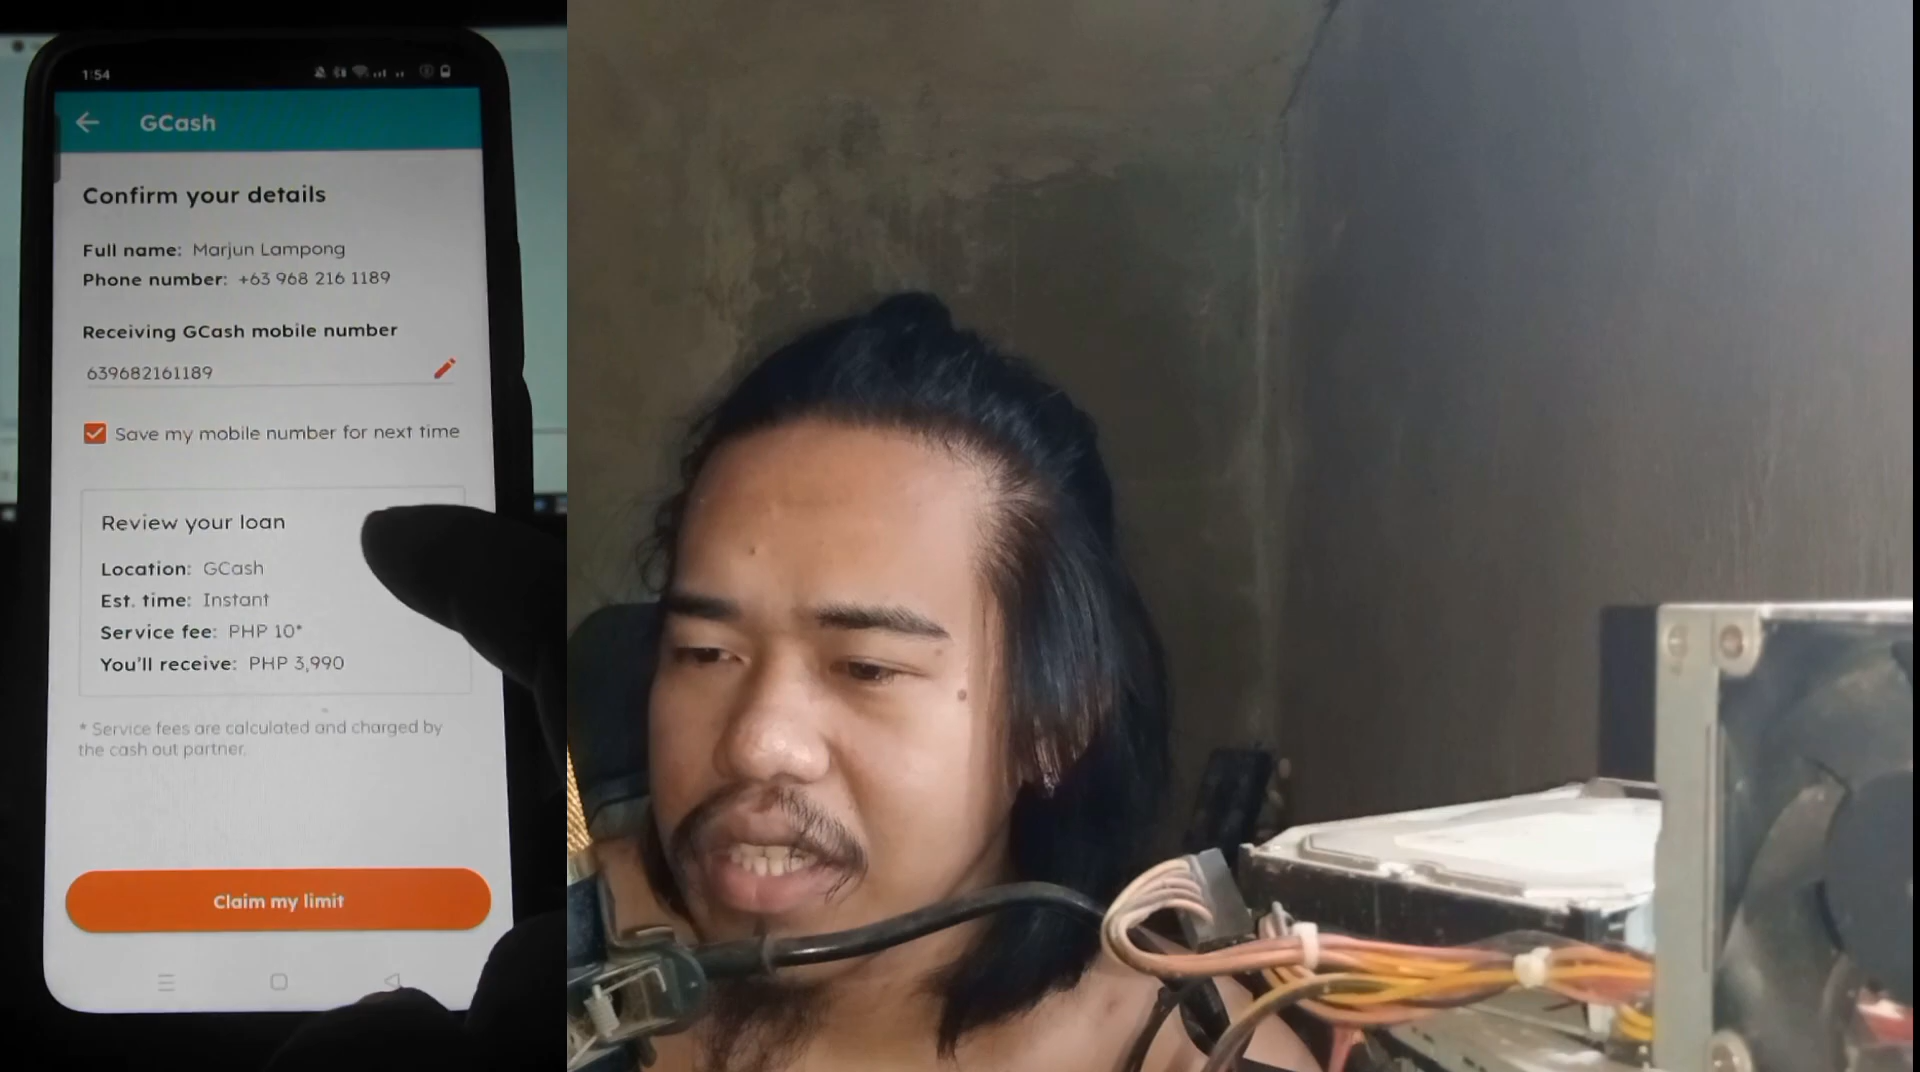 1:54
GCash
Confirm your details
Full name: Marjun Lampong
Phone number: +63 968 216 1189
Receiving GCash mobile number
639682161189
Save my mobile number for next time
Review your loan
Location: GCash
Est. time: Instant
Service fee: PHP 10*
You'll receive: PHP 3,990
* Service fees are calculated and charged by
the cash out partner.
Claim my limit